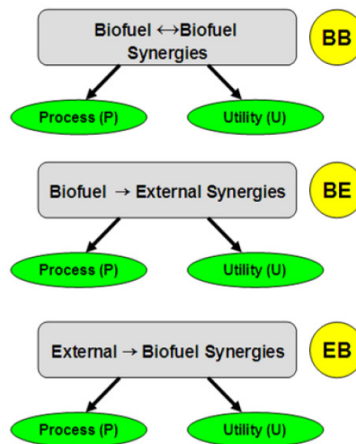 Biofuel ↔Biofuel
Synergies
BB
Process (P)
Utility (U)
Biofuel → External Synergies
BE
Process (P)
Utility (U)
External → Biofuel Synergies
EB
Process (P)
Utility (U)